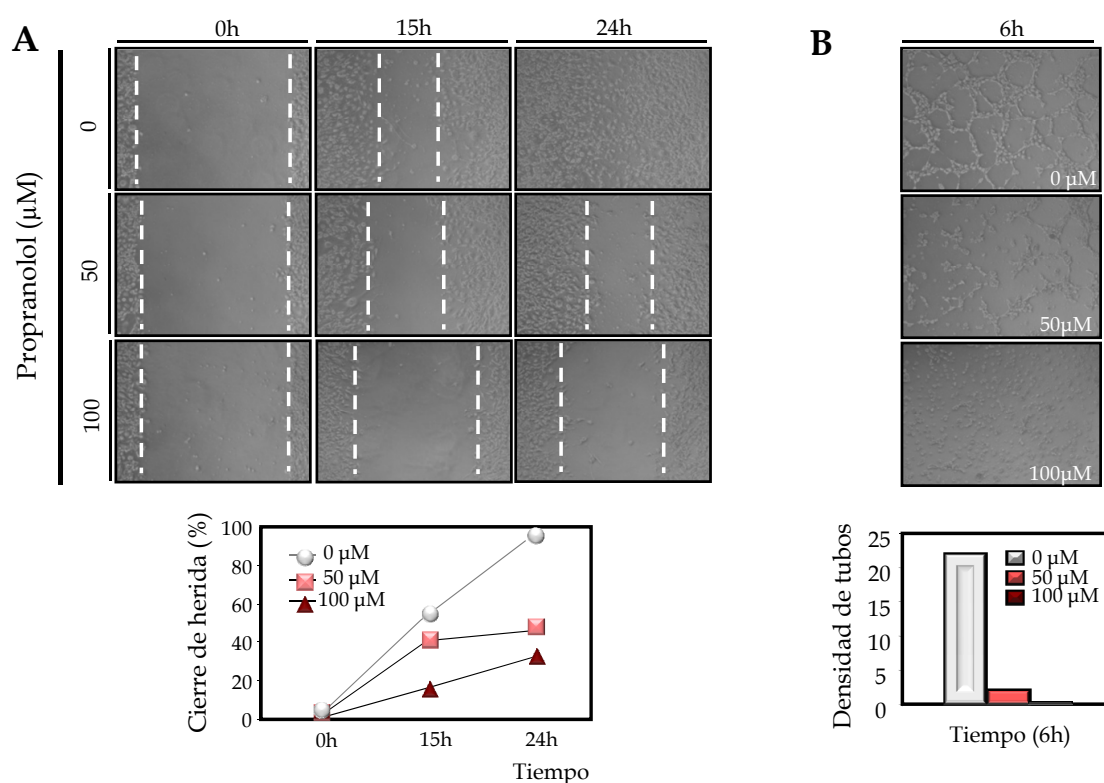 A
0h
15h
24h
Propranolol (µM)
0
50
100
Cierre de herida (%)
100
80
60
40
20
0
0 µM
50 µM
100 µM
0h
15h
24h
Tiempo
B
6h
0 µM
50µM
100µM
Densidad de tubos
25
20
15
10
5
0
0 µM
50 µM
100 µM
Tiempo (6h)